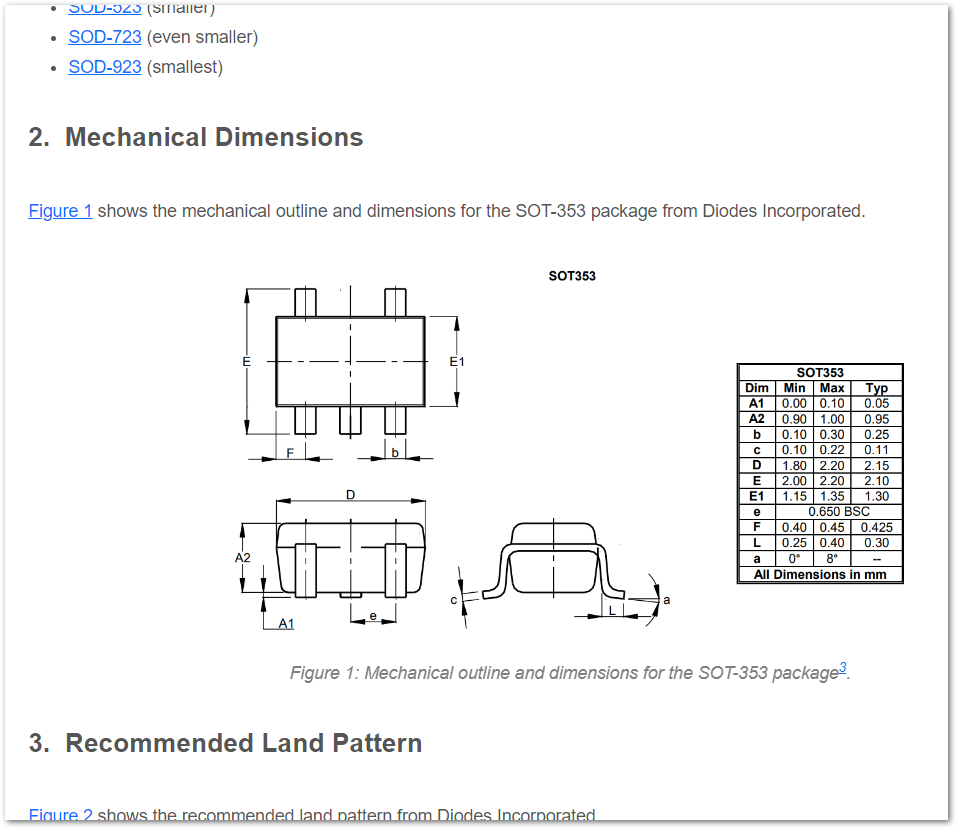 SOD-523 (smaller)
SOD-723 (even smaller)
SOD-923 (smallest)
2. Mechanical Dimensions
Figure 1 shows the mechanical outline and dimensions for the SOT-353 package from Diodes Incorporated.
SOT353
E
E1
F
b
D
A2
A1
e
c
L
a
SOT353
Dim Min Max Typ
A1 0.00 0.10 0.05
A2 0.90 1.00 0.95
b 0.10 0.30 0.25
c 0.10 0.22 0.11
D 1.80 2.20 2.15
E 2.00 2.20 2.10
E1 1.15 1.35 1.30
e 0.650 BSC
F 0.40 0.45 0.425
L 0.25 0.40 0.30
a 0° 8° --
All Dimensions in mm
Figure 1: Mechanical outline and dimensions for the SOT-353 package3.
3. Recommended Land Pattern
Figure 2 shows the recommended land pattern from Diodes Incorporated